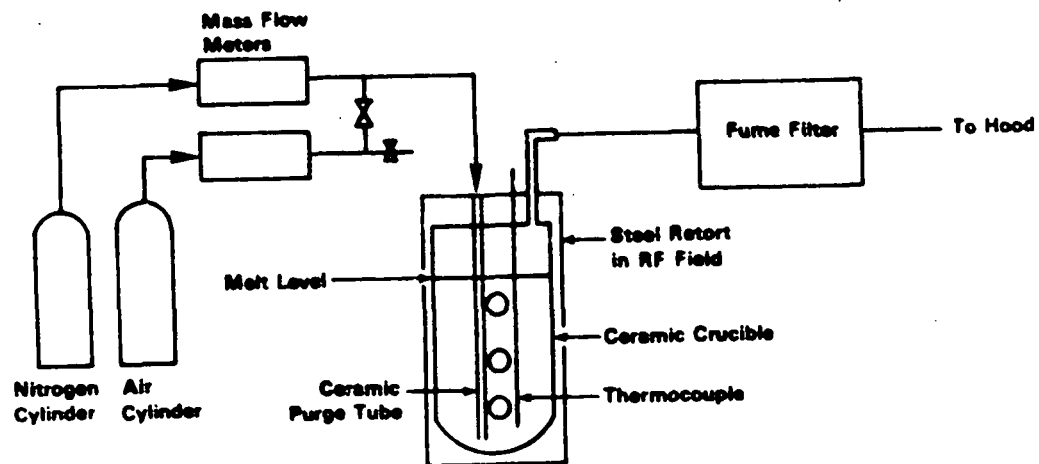 Mass Flow
Meters
Fume Filter
To Hood
Steel Retort
in RF Field
Melt Level
Ceramic Crucible
Nitrogen
Cylinder
Air
Cylinder
Ceramic
Purge Tube
Thermocouple